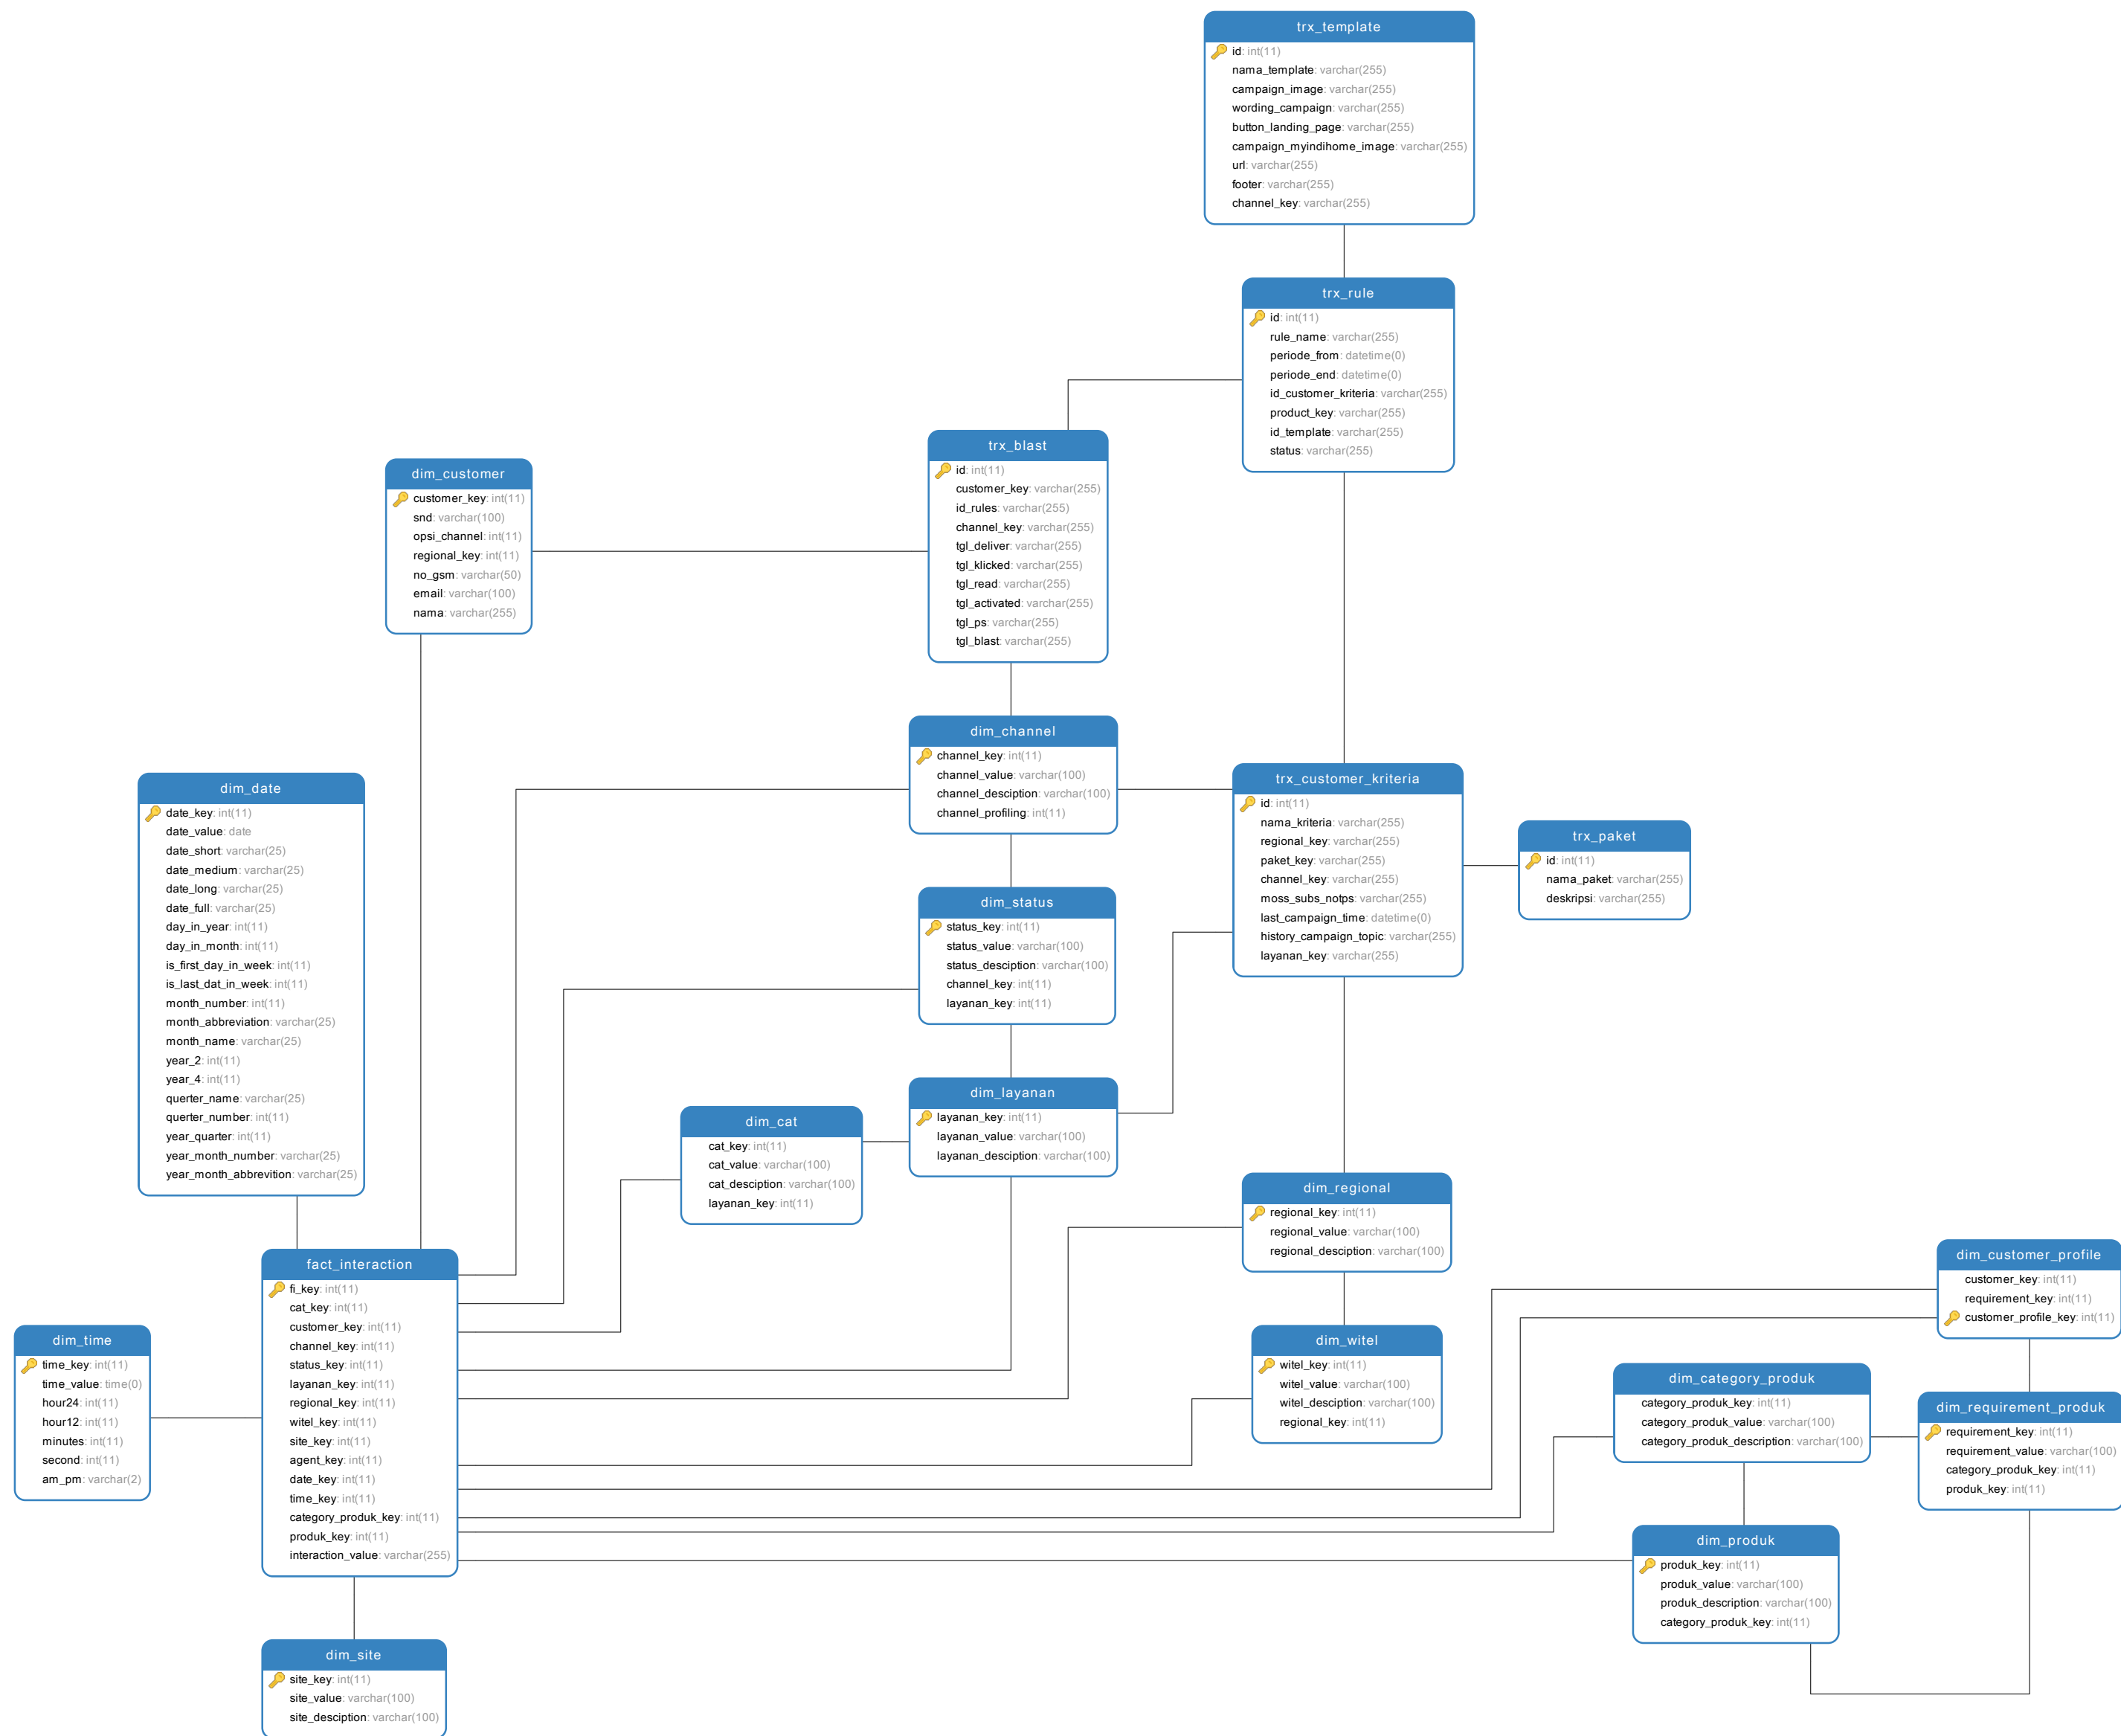 trx_template
id: int(11)
nama_template: varchar(255)
campaign_image: varchar(255)
wording_campaign: varchar(255)
button_landing_page: varchar(255)
campaign_myindihome_image: varchar(255)
url: varchar(255)
footer: varchar(255)
channel_key: varchar(255)
trx_rule
id: int(11)
rule_name: varchar(255)
periode_from: datetime(0)
periode_end: datetime(0)
id_customer_kriteria: varchar(255)
product_key: varchar(255)
id_template: varchar(255)
status: varchar(255)
trx_blast
id: int(11)
customer_key: varchar(255)
id_rules: varchar(255)
channel_key: varchar(255)
tgl_deliver: varchar(255)
tgl_klicked: varchar(255)
tgl_read: varchar(255)
tgl_activated: varchar(255)
tgl_ps: varchar(255)
tgl_blast: varchar(255)
dim_customer
customer_key: int(11)
snd: varchar(100)
opsi_channel: int(11)
regional_key: int(11)
no_gsm: varchar(50)
email: varchar(100)
nama: varchar(255)
dim_channel
channel_key: int(11)
channel_value: varchar(100)
channel_desciption: varchar(100)
channel_profiling: int(11)
trx_customer_kriteria
id: int(11)
nama_kriteria: varchar(255)
regional_key: varchar(255)
paket_key: varchar(255)
channel_key: varchar(255)
moss_subs_notps: varchar(255)
last_campaign_time: datetime(0)
history_campaign_topic: varchar(255)
layanan_key: varchar(255)
trx_paket
id: int(11)
nama_paket: varchar(255)
deskripsi: varchar(255)
dim_date
date_key: int(11)
date_value: date
date_short: varchar(25)
date_medium: varchar(25)
date_long: varchar(25)
date_full: varchar(25)
day_in_year: int(11)
day_in_month: int(11)
is_first_day_in_week: int(11)
is_last_dat_in_week: int(11)
month_number: int(11)
month_abbreviation: varchar(25)
month_name: varchar(25)
year_2: int(11)
year_4: int(11)
querter_name: varchar(25)
querter_number: int(11)
year_quarter: int(11)
year_month_number: varchar(25)
year_month_abbrevition: varchar(25)
dim_status
status_key: int(11)
status_value: varchar(100)
status_desciption: varchar(100)
channel_key: int(11)
layanan_key: int(11)
dim_layanan
layanan_key: int(11)
layanan_value: varchar(100)
layanan_desciption: varchar(100)
dim_cat
cat_key: int(11)
cat_value: varchar(100)
cat_desciption: varchar(100)
layanan_key: int(11)
dim_regional
regional_key: int(11)
regional_value: varchar(100)
regional_desciption: varchar(100)
fact_interaction
fi_key: int(11)
cat_key: int(11)
customer_key: int(11)
channel_key: int(11)
status_key: int(11)
layanan_key: int(11)
regional_key: int(11)
witel_key: int(11)
site_key: int(11)
agent_key: int(11)
date_key: int(11)
time_key: int(11)
category_produk_key: int(11)
produk_key: int(11)
interaction_value: varchar(255)
dim_customer_profile
customer_key: int(11)
requirement_key: int(11)
customer_profile_key: int(11)
dim_time
time_key: int(11)
time_value: time(0)
hour24: int(11)
hour12: int(11)
minutes: int(11)
second: int(11)
am_pm: varchar(2)
dim_witel
witel_key: int(11)
witel_value: varchar(100)
witel_desciption: varchar(100)
regional_key: int(11)
dim_category_produk
category_produk_key: int(11)
category_produk_value: varchar(100)
category_produk_description: varchar(100)
dim_requirement_produk
requirement_key: int(11)
requirement_value: varchar(100)
category_produk_key: int(11)
produk_key: int(11)
dim_produk
produk_key: int(11)
produk_value: varchar(100)
produk_description: varchar(100)
category_produk_key: int(11)
dim_site
site_key: int(11)
site_value: varchar(100)
site_desciption: varchar(100)